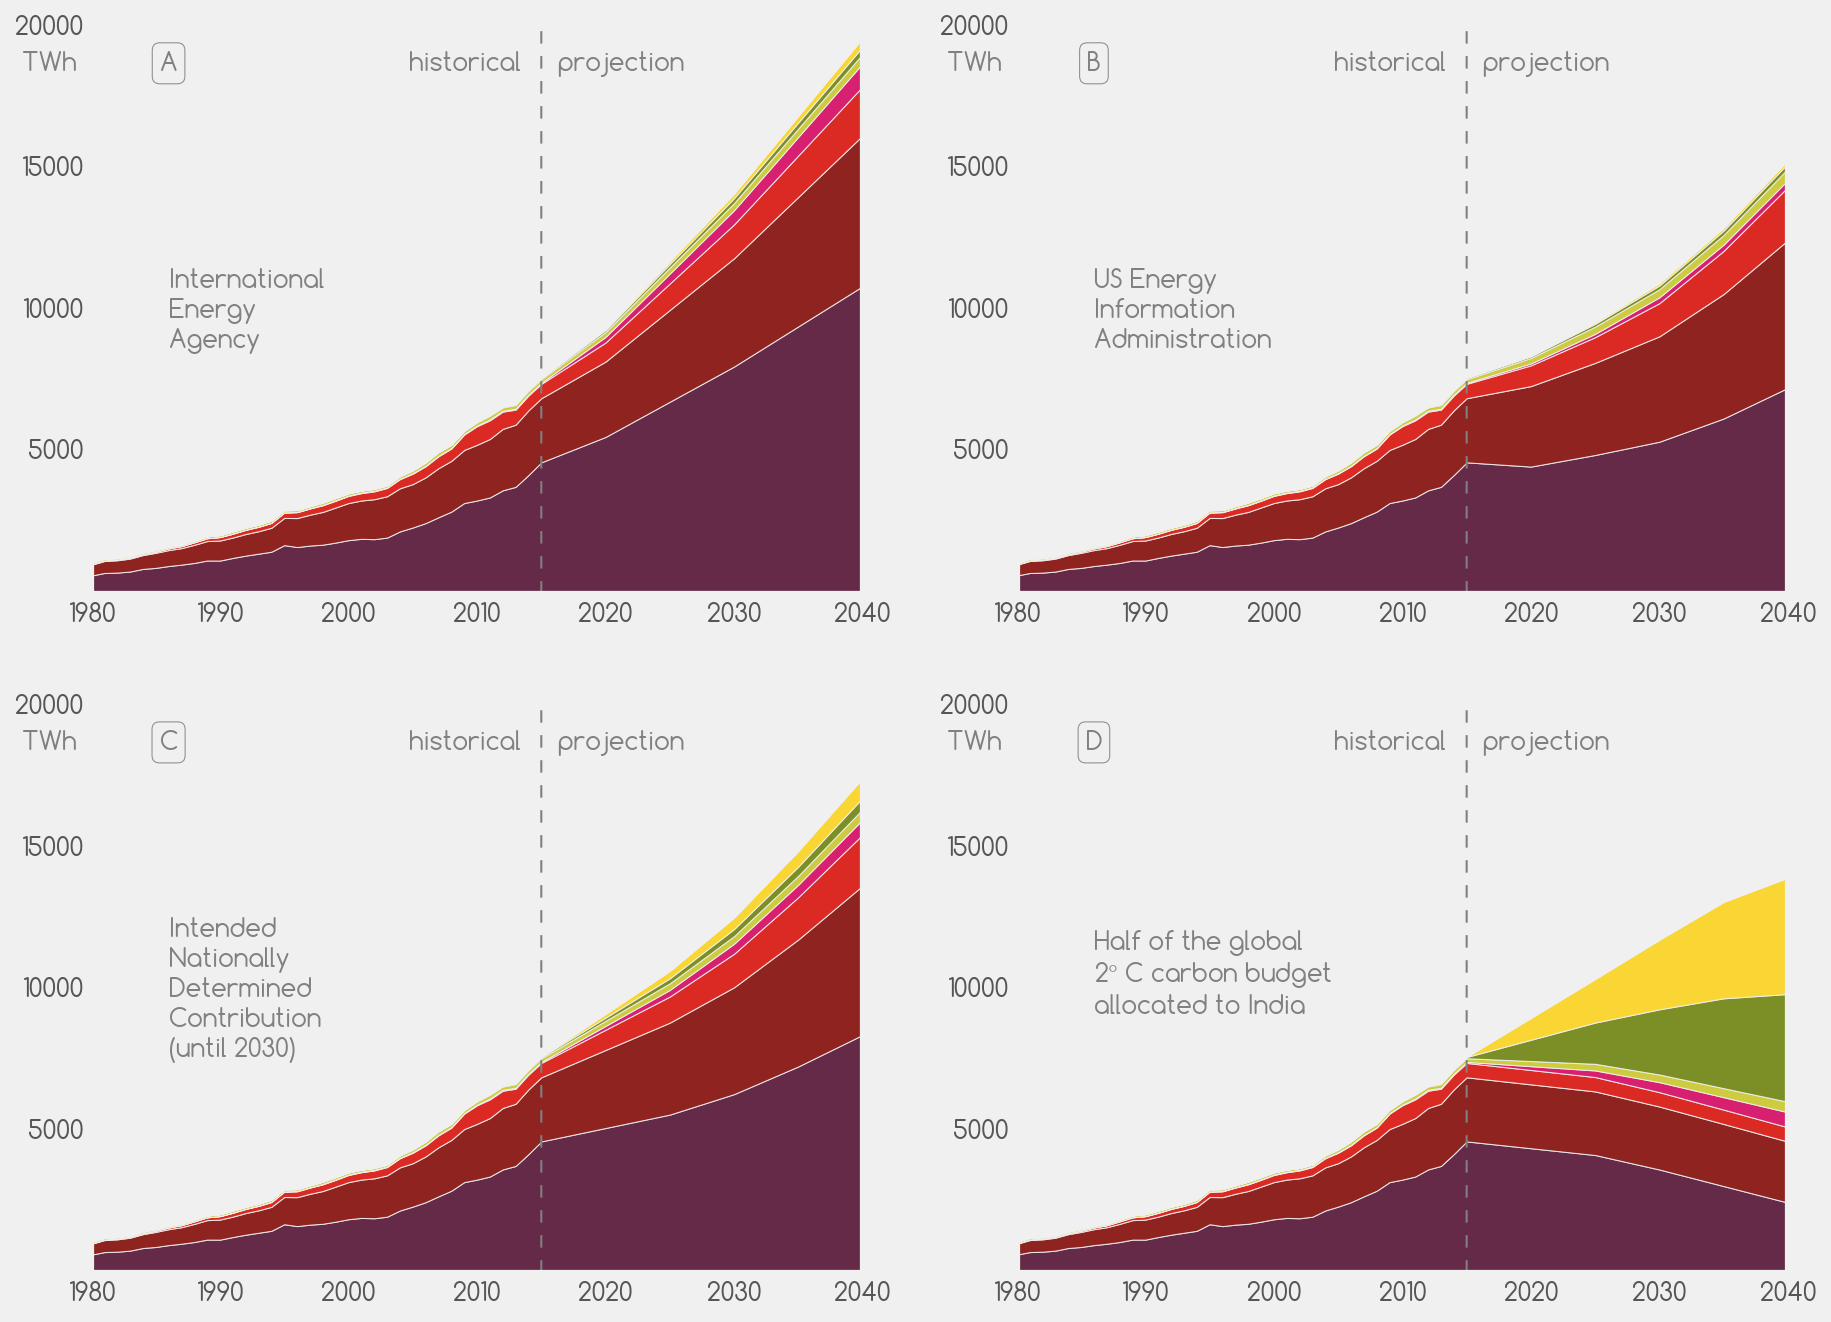 20000
TWh
A
historical
projection
15000
International
Energy
Agency
10000
5000
1980 1990 2000 2010 2020 2030 2040
20000
TWh
B
historical
projection
15000
US Energy
Information
Administration
10000
5000
1980 1990 2000 2010 2020 2030 2040
20000
TWh
C
historical
projection
15000
Intended
Nationally
Determined
Contribution
(until 2030)
10000
5000
1980 1990 2000 2010 2020 2030 2040
20000
TWh
D
historical
projection
15000
Half of the global
2° C carbon budget
allocated to India
10000
5000
1980 1990 2000 2010 2020 2030 2040